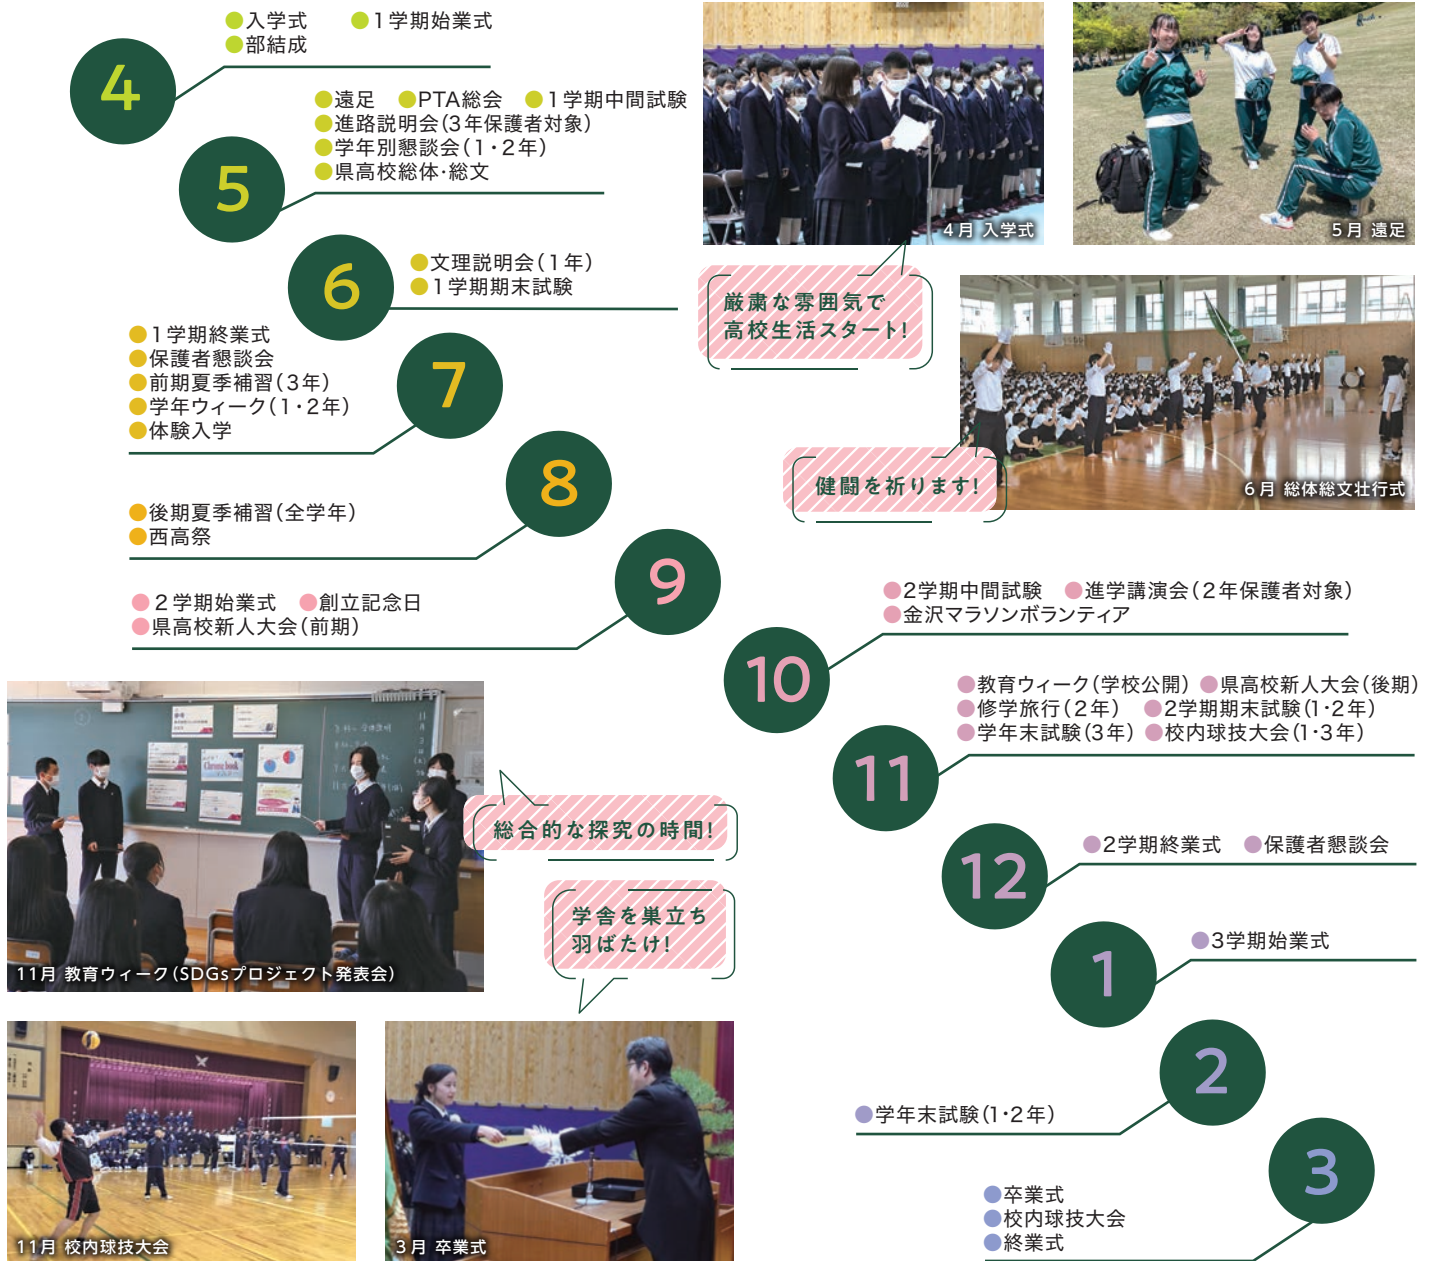 4
●入学式 ●1学期始業式
●部結成
5
●遠足 ●PTA総会 ●1学期中間試験
●進路説明会(3年保護者対象)
●学年別懇談会(1・2年)
●県高校総体・総文
6
●文理説明会(1年)
●1学期期末試験
7
●1学期終業式
●保護者懇談会
●前期夏季補習(3年)
●学年ウィーク(1・2年)
●体験入学
8
●後期夏季補習(全学年)
●西高祭
9
●2学期始業式 ●創立記念日
●県高校新人大会(前期)
10
●2学期中間試験 ●進学講演会(2年保護者対象)
●金沢マラソンボランティア
11
●教育ウィーク(学校公開) ●県高校新人大会(後期)
●修学旅行(2年) ●2学期期末試験(1・2年)
●学年末試験(3年) ●校内球技大会(1・3年)
12
●2学期終業式 ●保護者懇談会
1
●3学期始業式
2
●学年末試験(1・2年)
3
●卒業式
●校内球技大会
●終業式
4月 入学式
5月 遠足
厳粛な雰囲気で
高校生活スタート!
6月 総体総文壮行式
健闘を祈ります!
Chrome book
11月 教育ウィーク(SDGsプロジェクト発表会)
総合的な探究の時間!
学舎を巣立ち
羽ばたけ!
11月 校内球技大会
3月 卒業式